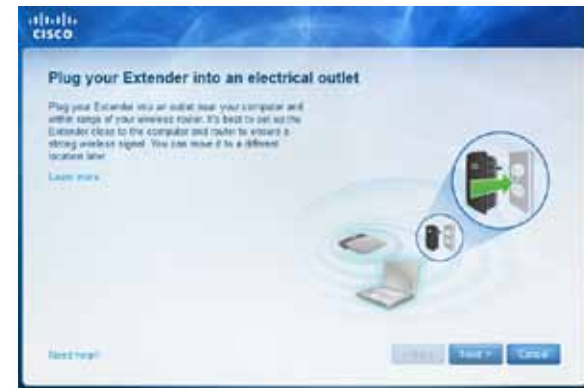 CISCO
Plug your Extender into an electrical outlet
Plug your Extender into an outlet near your computer and
within range of your wireless router. It's best to set up the
Extender close to the computer and router to ensure a
strong wireless signal. You can move it to a different
location later.
Learn more
Need help?
Next >
Cancel